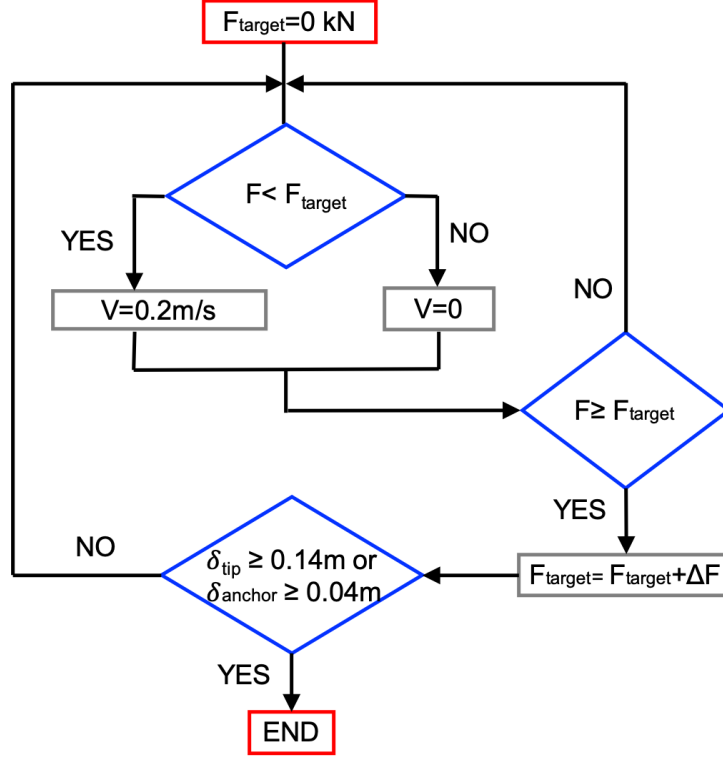 Ftarget=0 kN
F< Ftarget
YES
NO
V=0.2m/s
V=0
NO
F≥ Ftarget
YES
Ftarget= Ftarget+ΔF
NO
δtip ≥ 0.14m or
δanchor ≥ 0.04m
YES
END